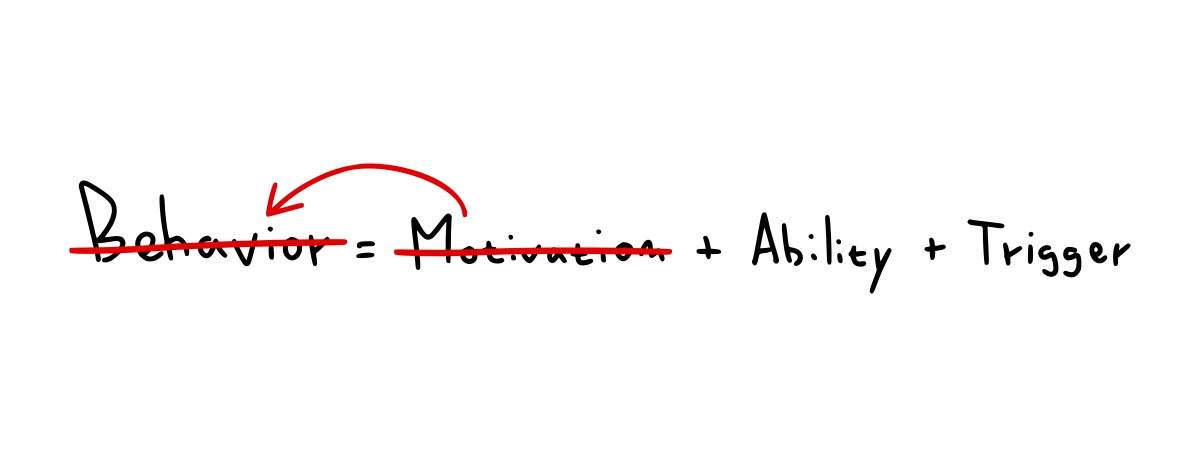 Behavior = Motivation + Ability + Trigger